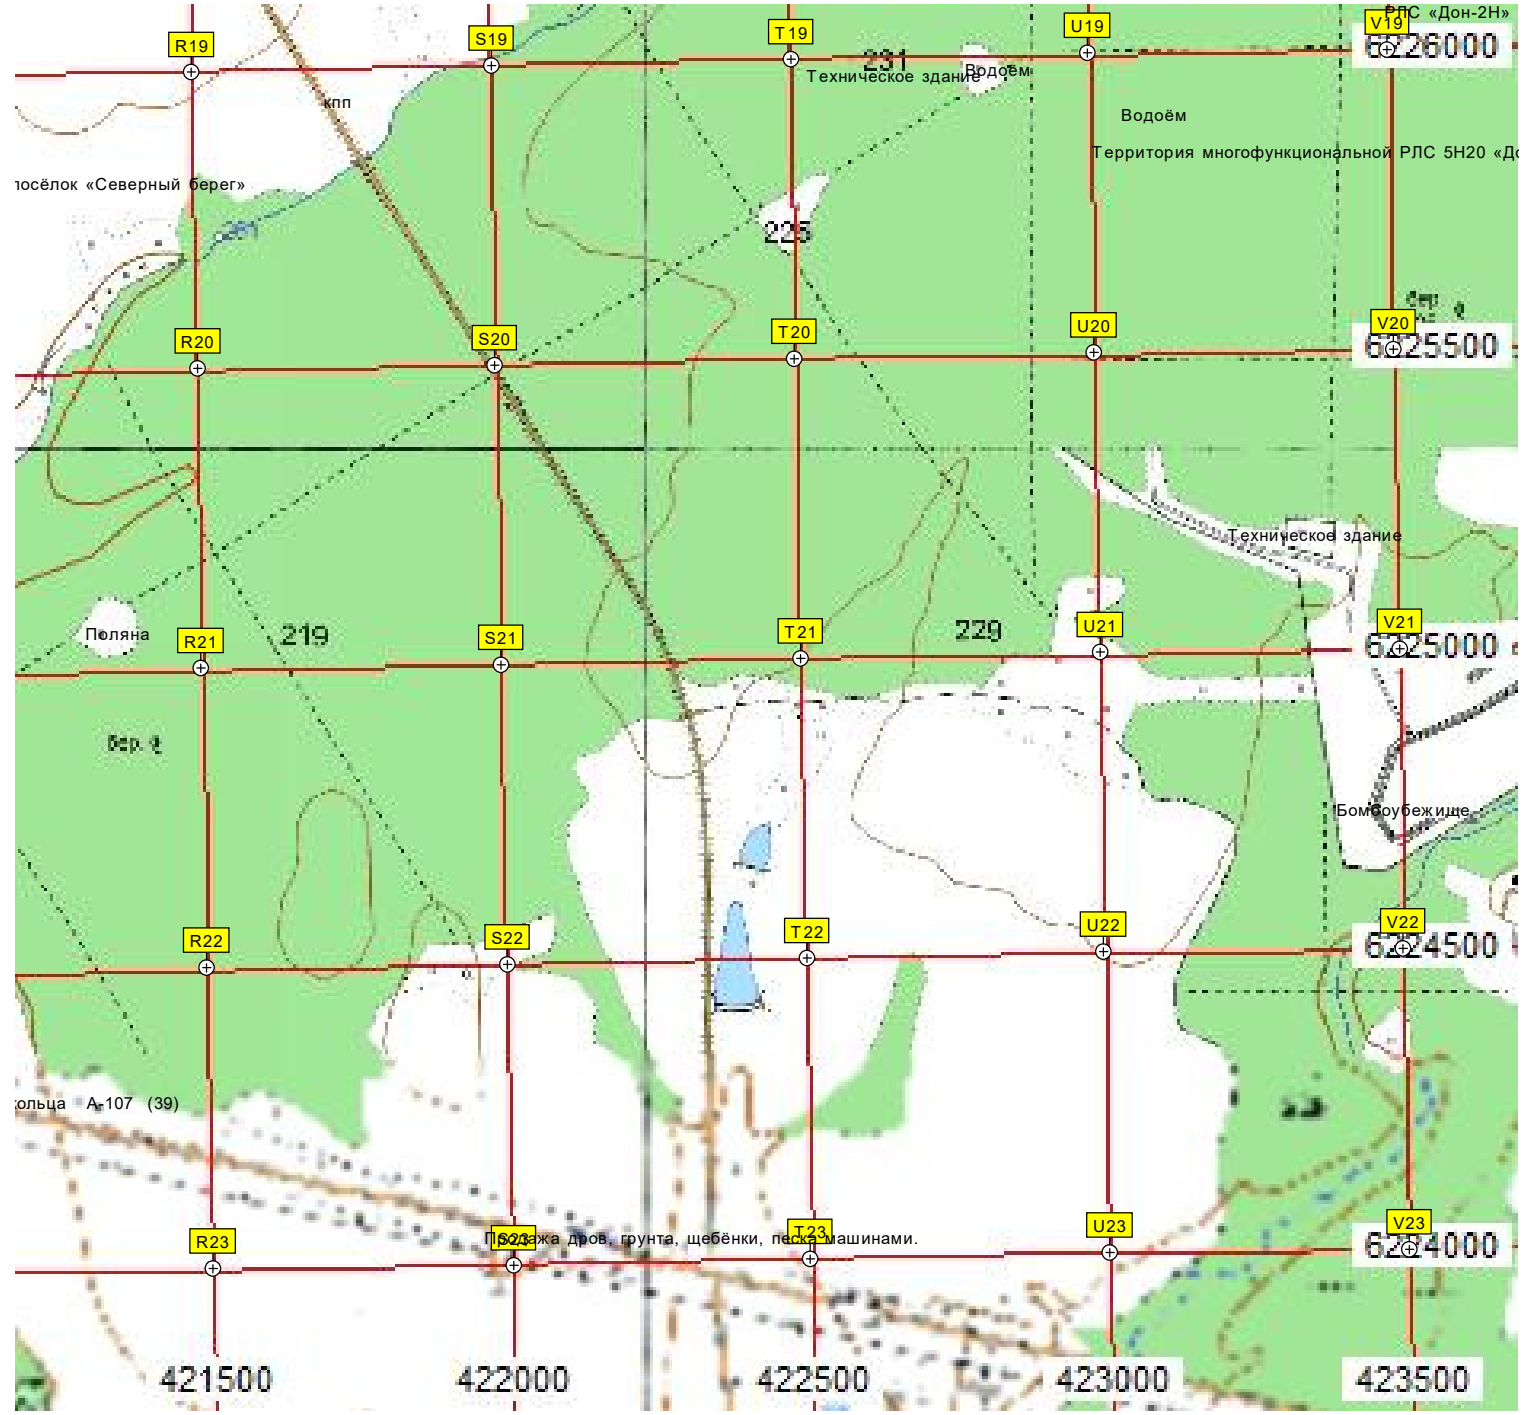 РЛС «Дон-2Н»
R19
S19
T19
U19
V19
6226000
231
Техническое здание
Водоём
кпп
Водоём
Территория многофункциональной РЛС 5Н20 «До
посёлок «Северный берег»
225
бер.
R20
S20
T20
U20
V20
6225500
Техническое здание
Поляна
219
229
R21
S21
T21
U21
V21
6225000
бер.
Бомбоубежище
R22
S22
T22
U22
V22
6224500
кольца А-107 (39)
R23
S23
T23
U23
V23
6224000
Продажа дров, грунта, щебёнки, песка машинами.
421500
422000
422500
423000
423500